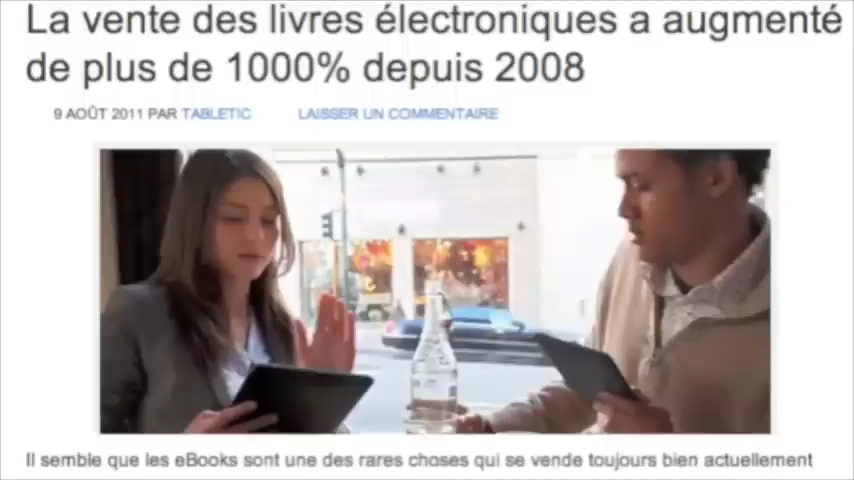 La vente des livres électroniques a augmenté
de plus de 1000% depuis 2008
9 AOÛT 2011 PAR TABLETIC LAISSER UN COMMENTAIRE
Il semble que les eBooks sont une des rares choses qui se vende toujours bien actuellement